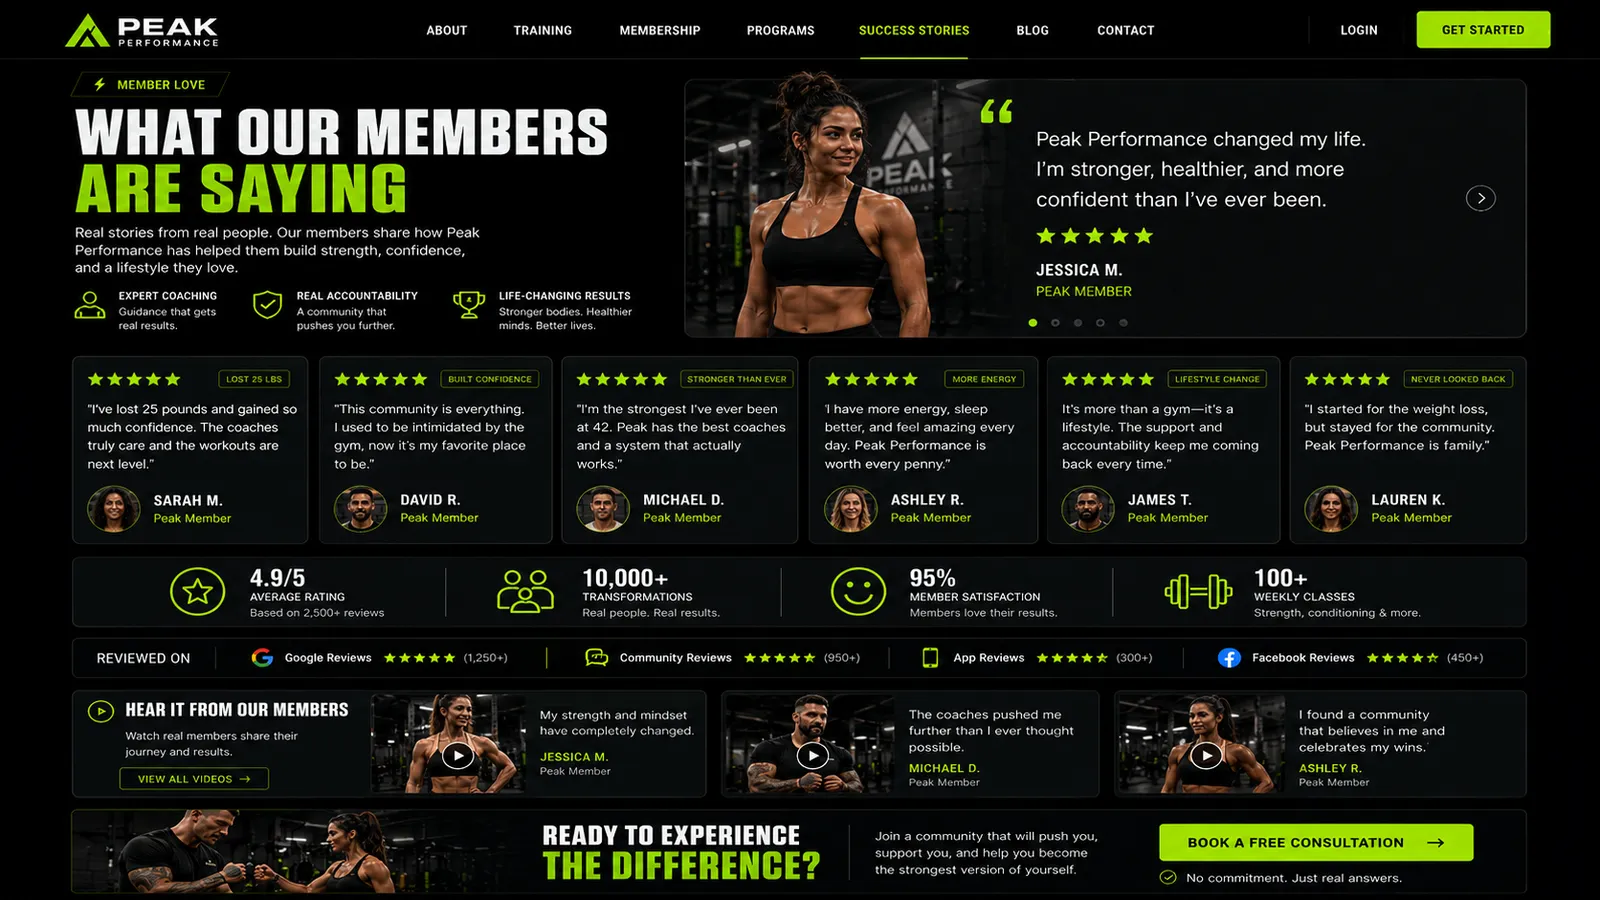 PEAK
PERFORMANCE
ABOUT
TRAINING
MEMBERSHIP
PROGRAMS
SUCCESS STORIES
BLOG
CONTACT
LOGIN
GET STARTED
MEMBER LOVE
WHAT OUR MEMBERS
ARE SAYING
Real stories from real people. Our members share how Peak
Performance has helped them build strength, confidence,
and a lifestyle they love.
EXPERT COACHING
Guidance that gets
real results.
REAL ACCOUNTABILITY
A community that
pushes you further.
LIFE-CHANGING RESULTS
Stronger bodies. Healthier
minds. Better lives.
PEAK
“
Peak Performance changed my life.
I’m stronger, healthier, and more
confident than I’ve ever been.
JESSICA M.
PEAK MEMBER
LOST 25 LBS
"I've lost 25 pounds and gained so
much confidence. The coaches
truly care and the workouts are
next level."
SARAH M.
Peak Member
BUILT CONFIDENCE
"This community is everything.
I used to be intimidated by the
gym, now it's my favorite place
to be."
DAVID R.
Peak Member
STRONGER THAN EVER
"I'm the strongest I've ever been
at 42. Peak has the best coaches
and a system that actually
works."
MICHAEL D.
Peak Member
MORE ENERGY
'I have more energy, sleep
better, and feel amazing every
day. Peak Performance is
worth every penny."
ASHLEY R.
Peak Member
LIFESTYLE CHANGE
It's more than a gym—it's a
lifestyle. The support and
accountability keep me coming
back every time."
JAMES T.
Peak Member
NEVER LOOKED BACK
"I started for the weight loss,
but stayed for the community.
Peak Performance is family."
LAUREN K.
Peak Member
4.9/5
AVERAGE RATING
Based on 2,500+ reviews
10,000+
TRANSFORMATIONS
Real people. Real results.
95%
MEMBER SATISFACTION
Members love their results.
100+
WEEKLY CLASSES
Strength, conditioning & more.
REVIEWED ON
Google Reviews (1,250+)
Community Reviews (950+)
App Reviews (300+)
Facebook Reviews (450+)
HEAR IT FROM OUR MEMBERS
Watch real members share their
journey and results.
VIEW ALL VIDEOS →
My strength and mindset
have completely changed.
JESSICA M.
Peak Member
The coaches pushed me
further than I ever thought
possible.
MICHAEL D.
Peak Member
I found a community
that believes in me and
celebrates my wins.
ASHLEY R.
Peak Member
READY TO EXPERIENCE
THE DIFFERENCE?
Join a community that will push you,
support you, and help you become
the strongest version of yourself.
BOOK A FREE CONSULTATION →
No commitment. Just real answers.